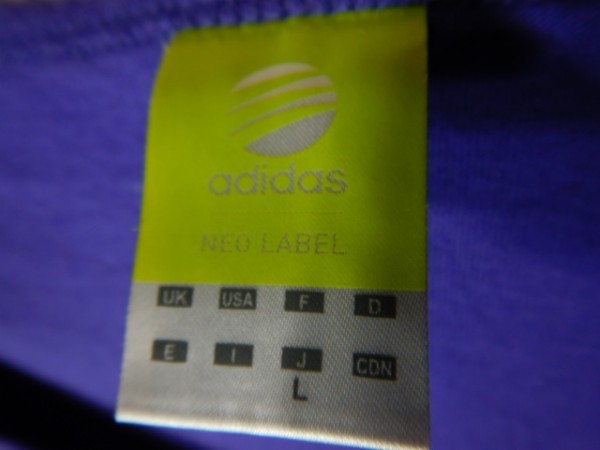 adidas
NEO LABEL
UK USA F D
E I J CDN
L